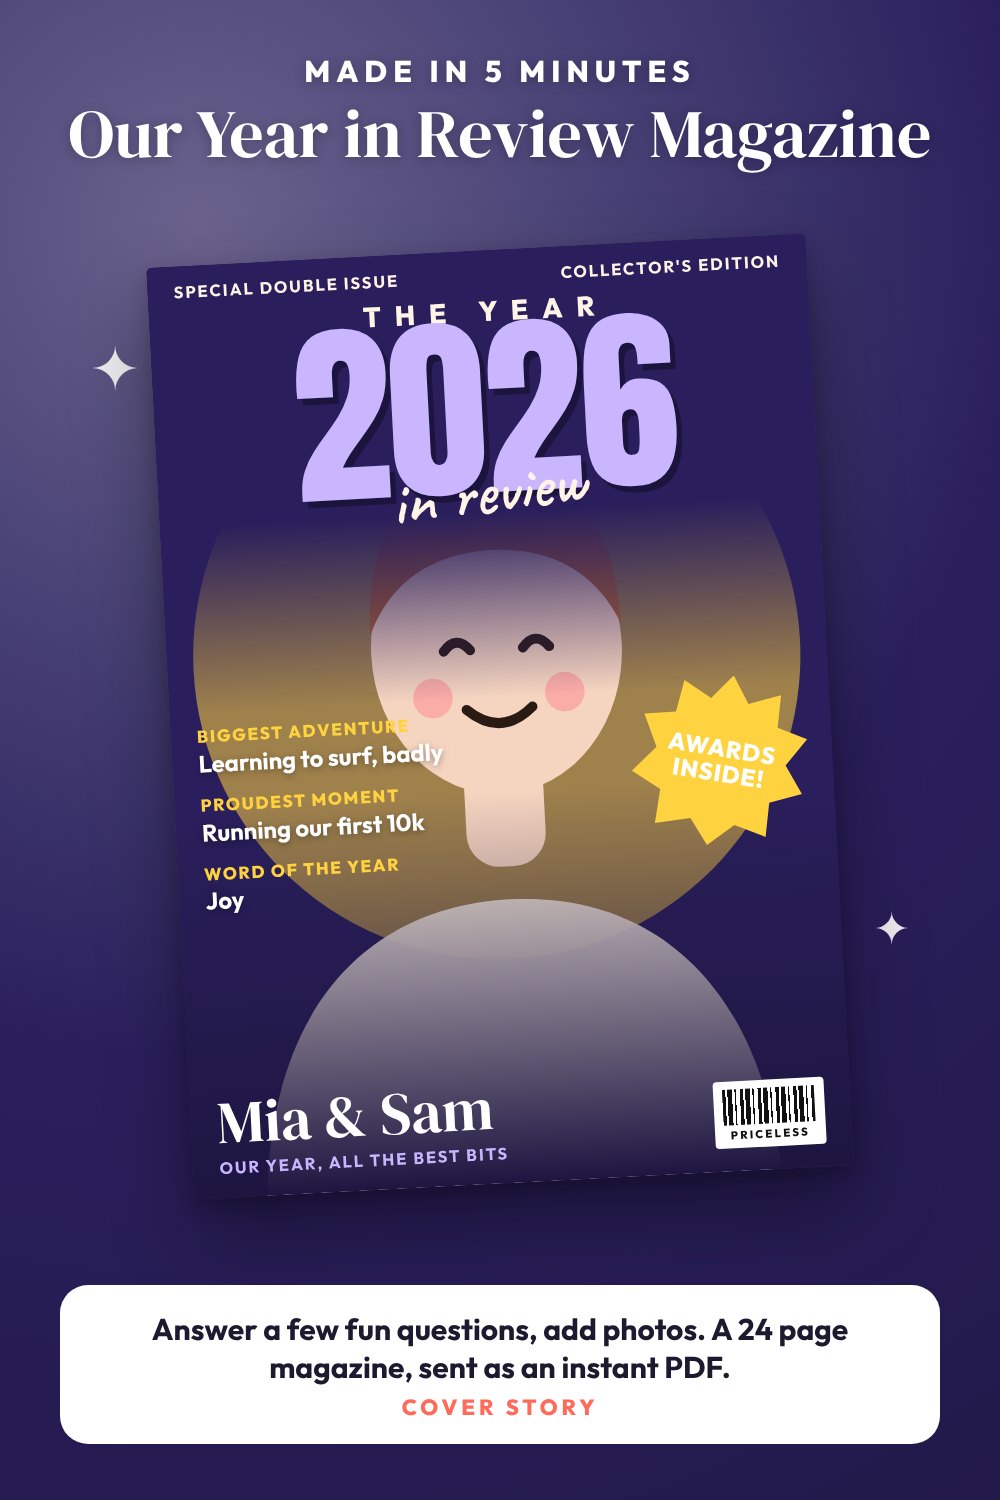 MADE IN 5 MINUTES
Our Year in Review Magazine
SPECIAL DOUBLE ISSUE
COLLECTOR'S EDITION
THE YEAR
2026
in review
BIGGEST ADVENTURE
Learning to surf, badly
PROUDEST MOMENT
Running our first 10k
WORD OF THE YEAR
Joy
AWARDS
INSIDE!
Mia & Sam
OUR YEAR, ALL THE BEST BITS
PRICELESS
Answer a few fun questions, add photos. A 24 page
magazine, sent as an instant PDF.
COVER STORY